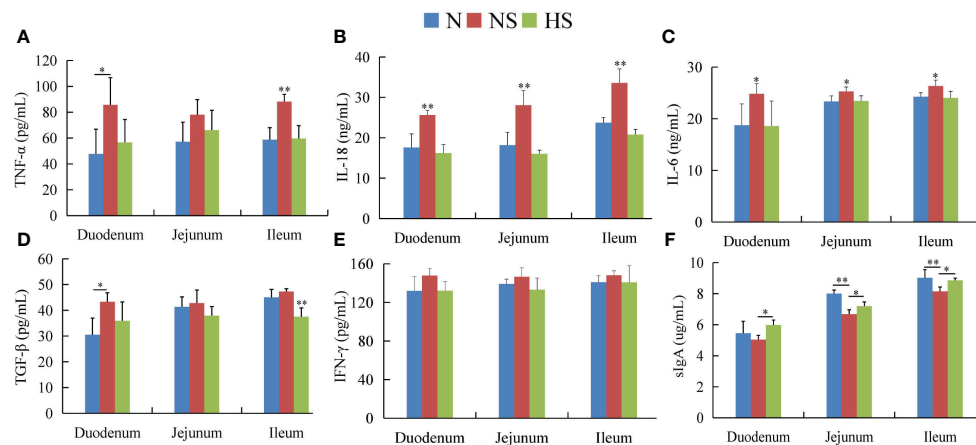 N NS HS
A
TNF-α (pg/mL)
120
100
80
60
40
20
0
*
**
Duodenum Jejunum Ileum
B
IL-18 (ng/mL)
40
30
20
10
0
**
**
**
Duodenum Jejunum Ileum
C
IL-6 (ng/mL)
30
20
10
0
*
*
*
Duodenum Jejunum Ileum
D
TGF-β (pg/mL)
60
50
40
30
20
10
0
*
**
Duodenum Jejunum Ileum
E
IFN-γ (pg/mL)
160
120
80
40
0
Duodenum Jejunum Ileum
F
sIgA (ug/mL)
10
8
6
4
2
0
*
**
*
**
*
Duodenum Jejunum Ileum